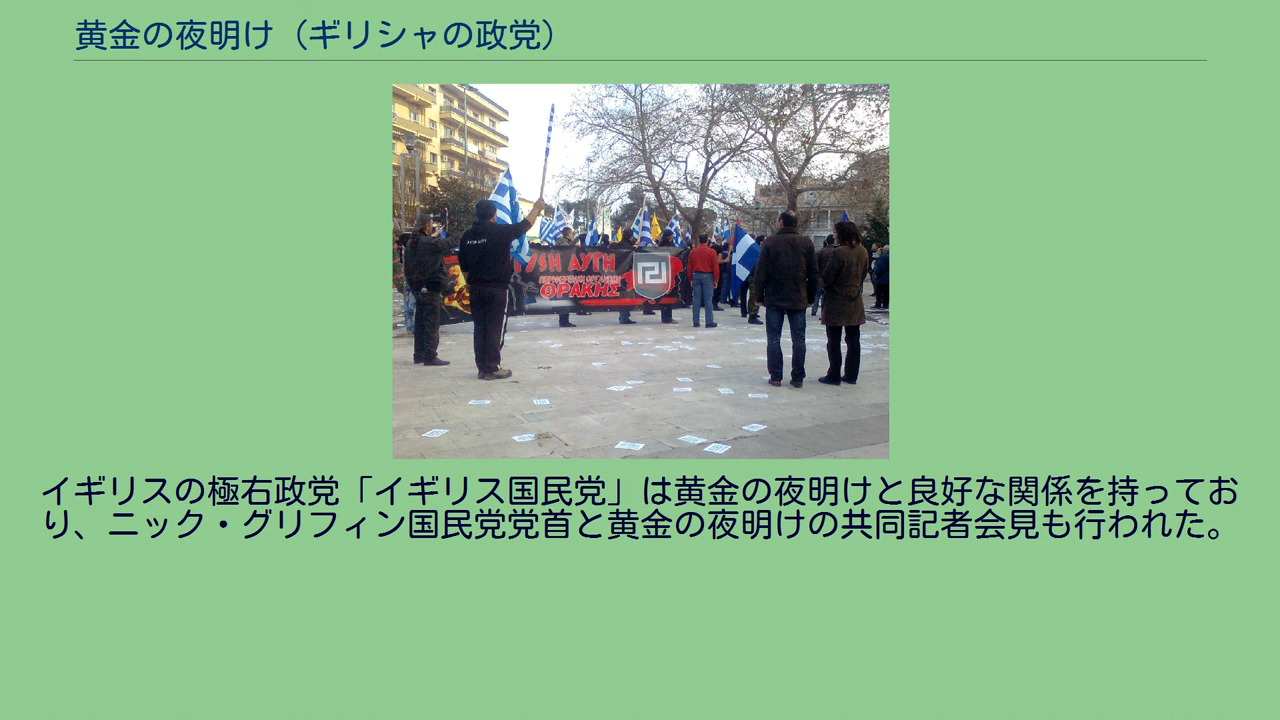 黄金の夜明け（ギリシャの政党）
ΑΥΓΗ
ΘΡΑΚΗΣ
イギリスの極右政党「イギリス国民党」は黄金の夜明けと良好な関係を持ってお
り、ニック・グリフィン国民党党首と黄金の夜明けの共同記者会見も行われた。